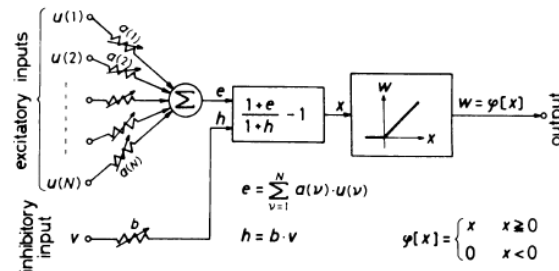 excitatory inputs
u(1)
a(1)
u(2)
a(2)
u(N)
a(N)
Σ
e
h
1+e
1+h
-1
x
w
x
w=φ[x]
output
e = Σ a(ν)·u(ν)
N
ν=1
inhibitory input
v
b
h = b·v
φ[x]={x x≧0
0 x<0